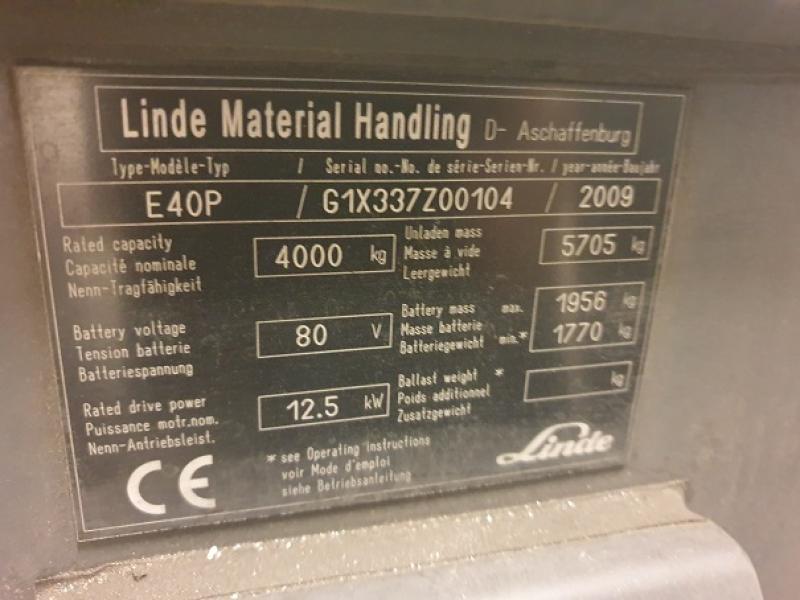 Linde Material Handling D- Aschaffenburg
Type-Modèle-Typ / Serial no.-No. de série-Serien-Nr. / year-année-Baujahr
E40P / G1X337Z00104 / 2009
Rated capacity
Capacité nominale
Nenn-Tragfähigkeit
4000 kg
Unladen mass
Masse à vide
Leergewicht
5705 kg
Battery voltage
Tension batterie
Batteriespannung
80 V
Battery mass max.
Masse batterie
Batteriegewicht min.*
1956 kg
1770 kg
Rated drive power
Puissance motr.nom.
Nenn-Antriebsleist.
12.5 kW
Ballast weight *
Poids additionnel
Zusatzgewicht
kg
CE
* see Operating instructions
voir Mode d'emploi
siehe Betriebsanleitung
Linde